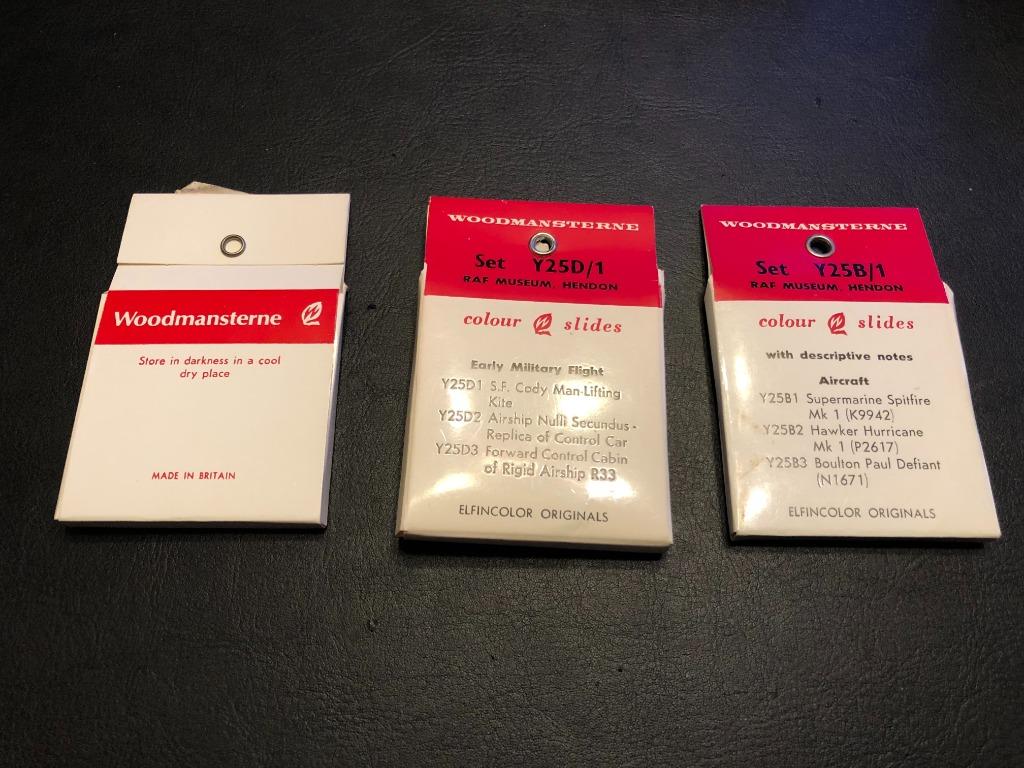 Woodmansterne
Store in darkness in a cool
dry place
MADE IN BRITAIN
WOODMANSTERNE
Set Y25D/1
RAF MUSEUM, HENDON
colour slides
Early Military Flight
Y25D1 S.F. Cody Man-Lifting
Kite
Y25D2 Airship Nulli Secundus -
Replica of Control Car
Y25D3 Forward Control Cabin
of Rigid Airship R33
ELFINCOLOR ORIGINALS
WOODMANSTERNE
Set Y25B/1
RAF MUSEUM, HENDON
colour slides
with descriptive notes
Aircraft
Y25B1 Supermarine Spitfire
Mk 1 (K9942)
Y25B2 Hawker Hurricane
Mk 1 (P2617)
Y25B3 Boulton Paul Defiant
(N1671)
ELFINCOLOR ORIGINALS